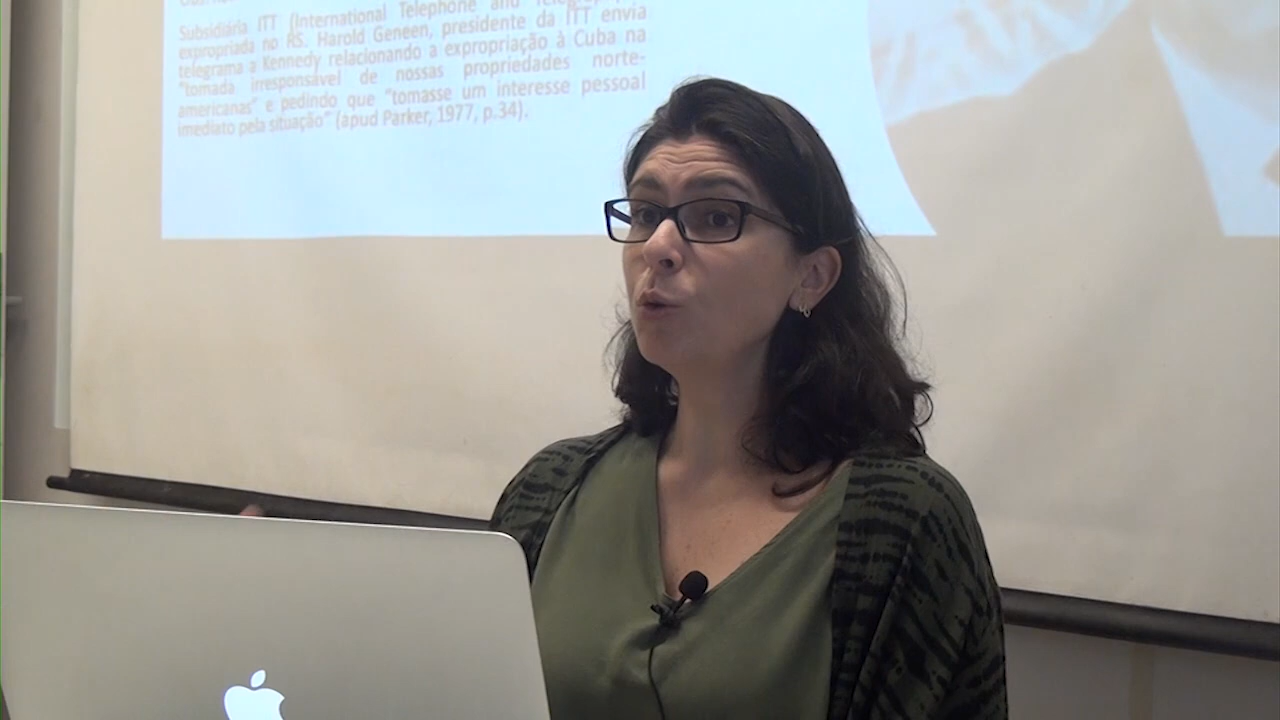 Subsidiária ITT (International Telephone and Telegraph)
expropriada no RS. Harold Geneen, presidente da ITT envia
telegrama a Kennedy relacionando a expropriação à Cuba na
"tomada irresponsável de nossas propriedades norte-
americanas" e pedindo que "tomasse um interesse pessoal
imediato pela situação" (apud Parker, 1977, p.34).